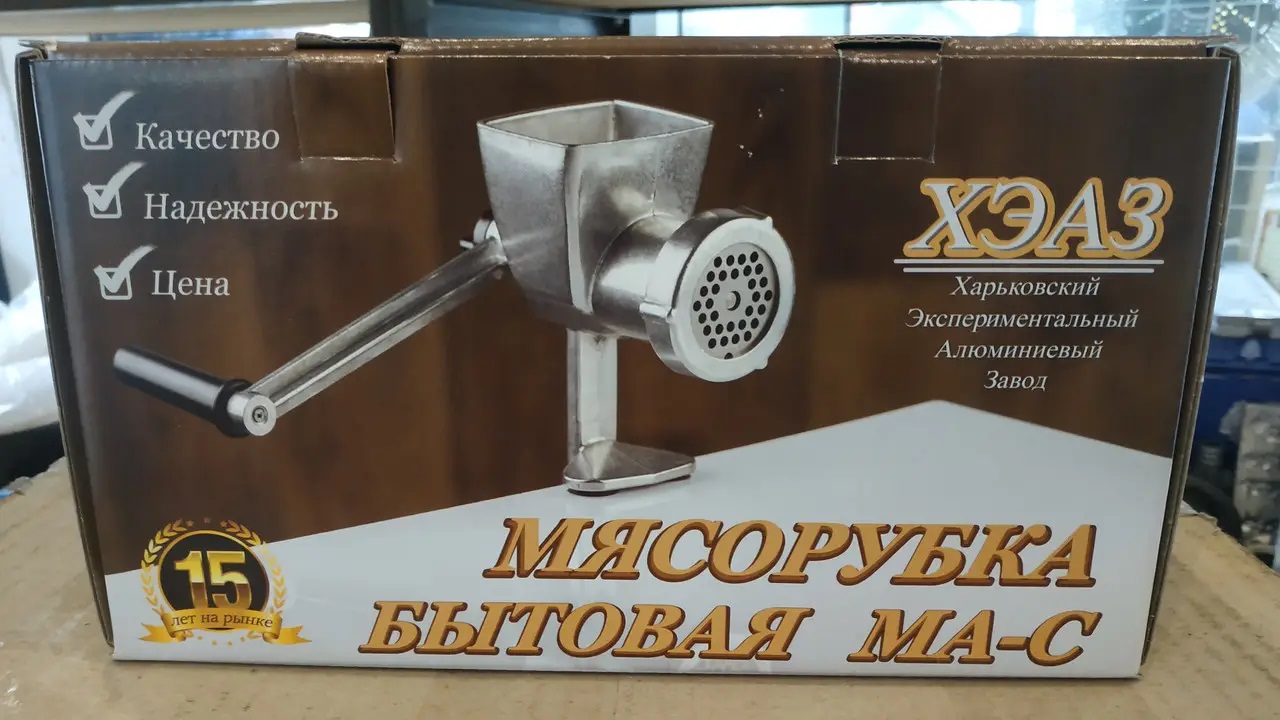 Качество
Надежность
Цена
ХЭАЗ
Харьковский
Экспериментальный
Алюминиевый
Завод
15
лет на рынке
МЯСОРУБКА
БЫТОВАЯ МА-С